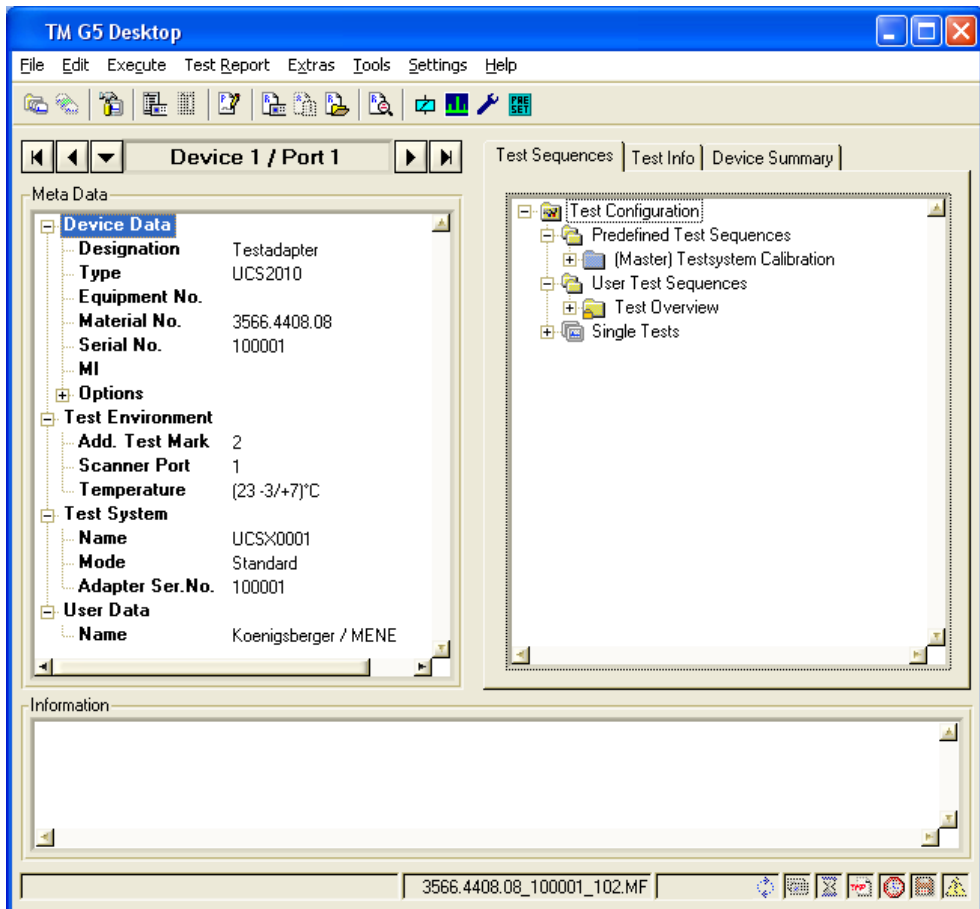 TM G5 Desktop
File Edit Execute Test Report Extras Tools Settings Help
PRE SET
Device 1 / Port 1
Test Sequences Test Info Device Summary
Meta Data
Device Data
Designation Testadapter
Type UCS2010
Equipment No.
Material No. 3566.4408.08
Serial No. 100001
MI
Options
Test Environment
Add. Test Mark 2
Scanner Port 1
Temperature (23 -3/+7)°C
Test System
Name UCSX0001
Mode Standard
Adapter Ser.No. 100001
User Data
Name Koenigsberger / MENE
Test Configuration
Predefined Test Sequences
(Master) Testsystem Calibration
User Test Sequences
Test Overview
Single Tests
Information
3566.4408.08_100001_102.MF